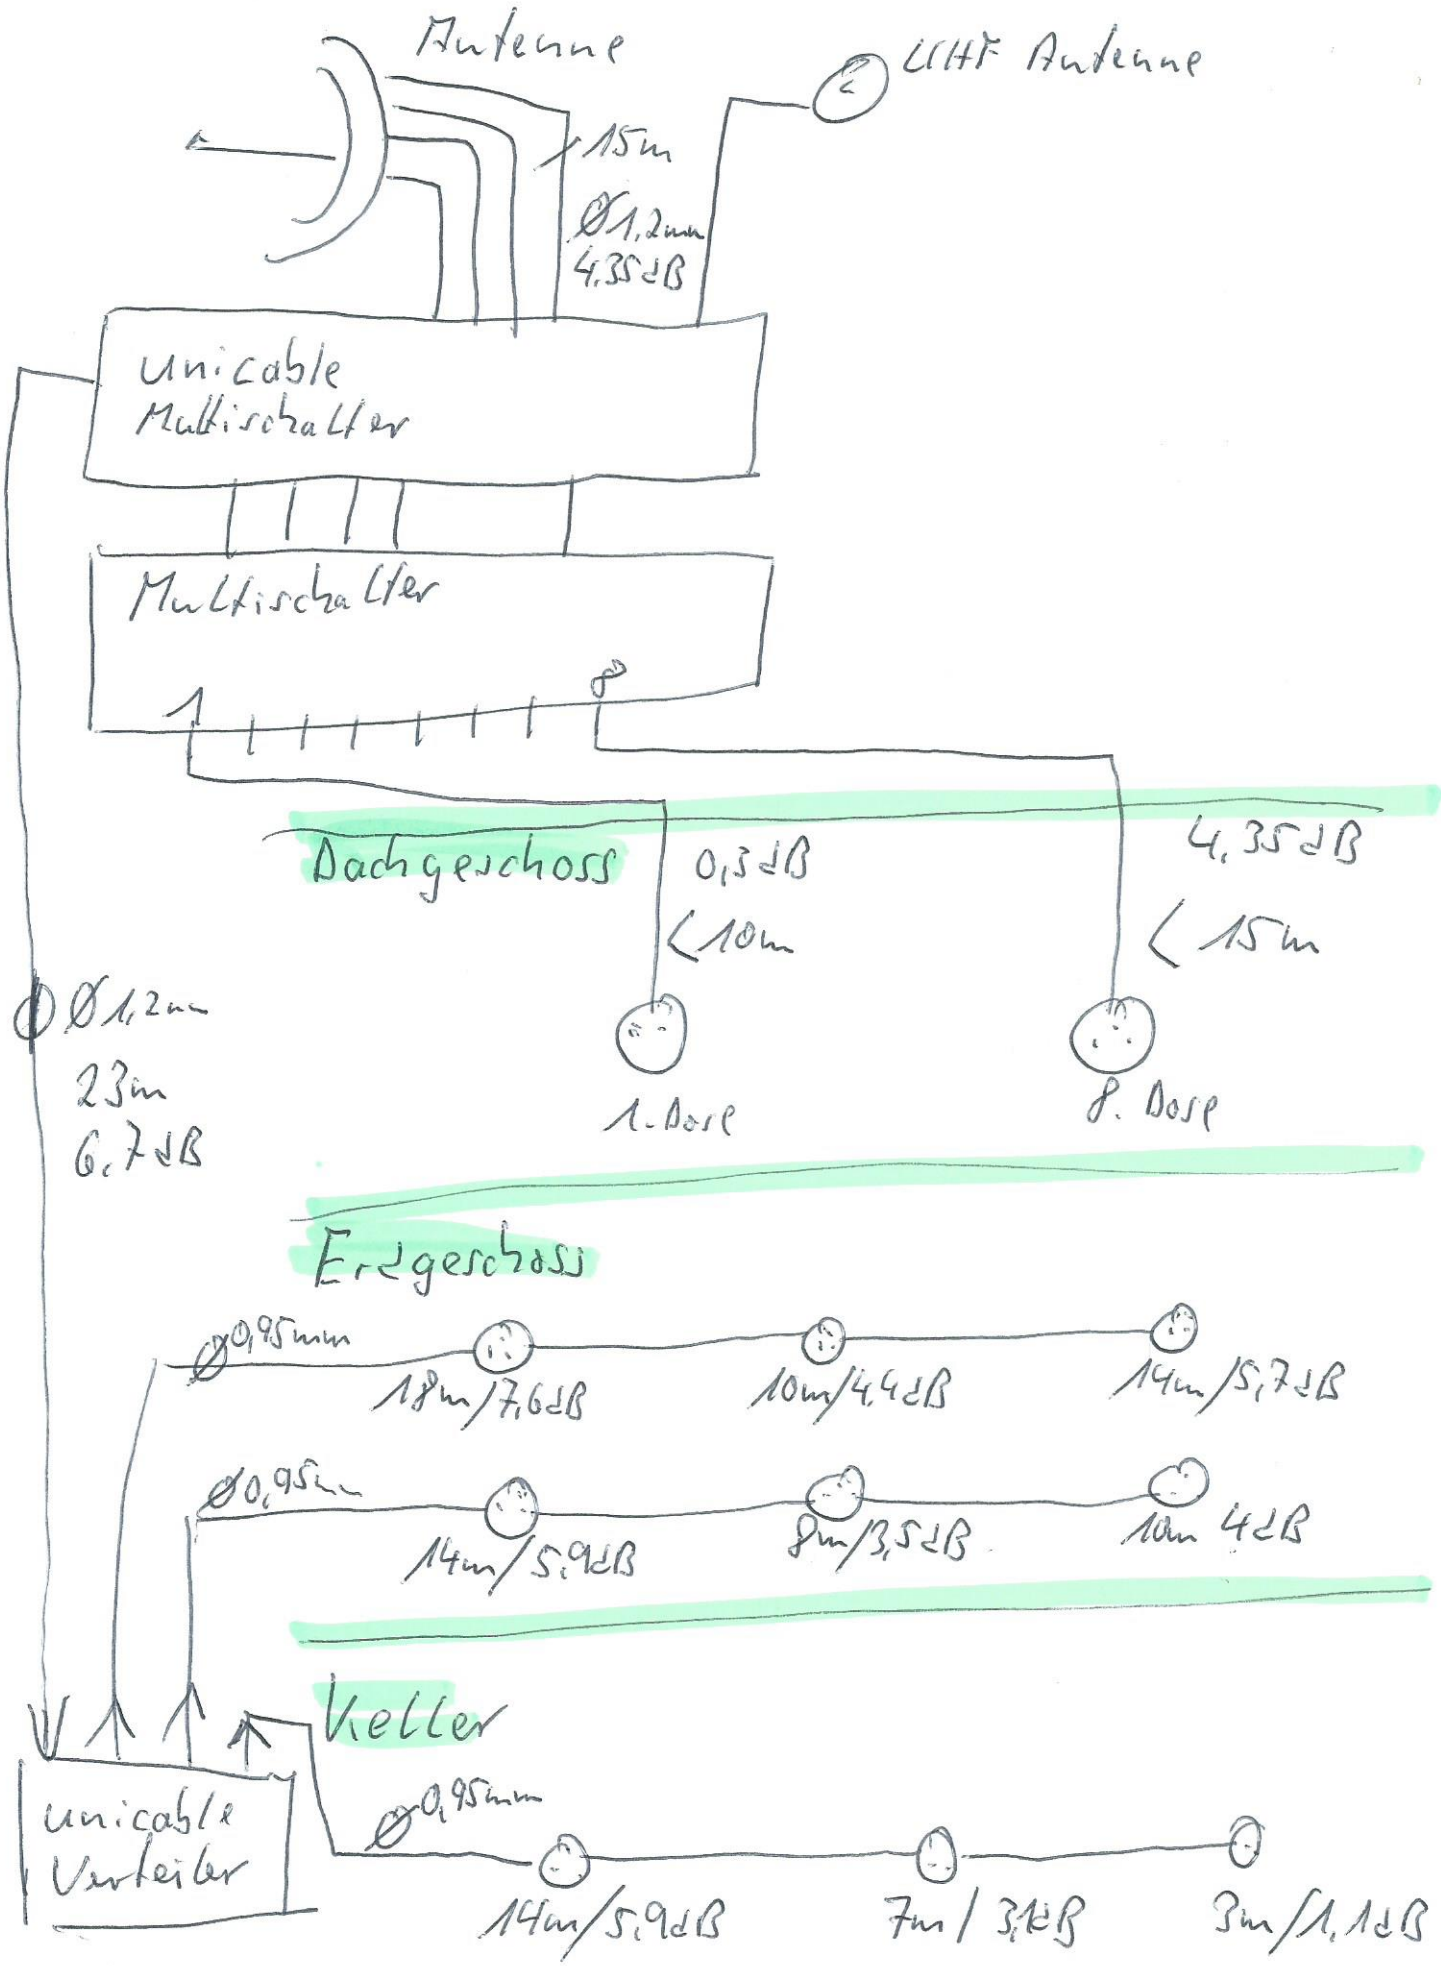 Antenne
UHF Antenne
15m
Ø1,2mm
4,35dB
Unicable
Multischalter
Multischalter
1
8
Dachgeschoss
0,3dB
4,35dB
<10m
< 15m
Ø1,2mm
23m
6,7dB
1. Dose
8. Dose
Erdgeschoss
Ø0,95mm
18m/7,6dB
10m/4,4dB
14m/5,7dB
Ø0,95mm
14m/5,9dB
8m/3,5dB
10m 4dB
Keller
Unicable
Verteiler
Ø0,95mm
14m/5,9dB
7m/3,1dB
3m/1,1dB